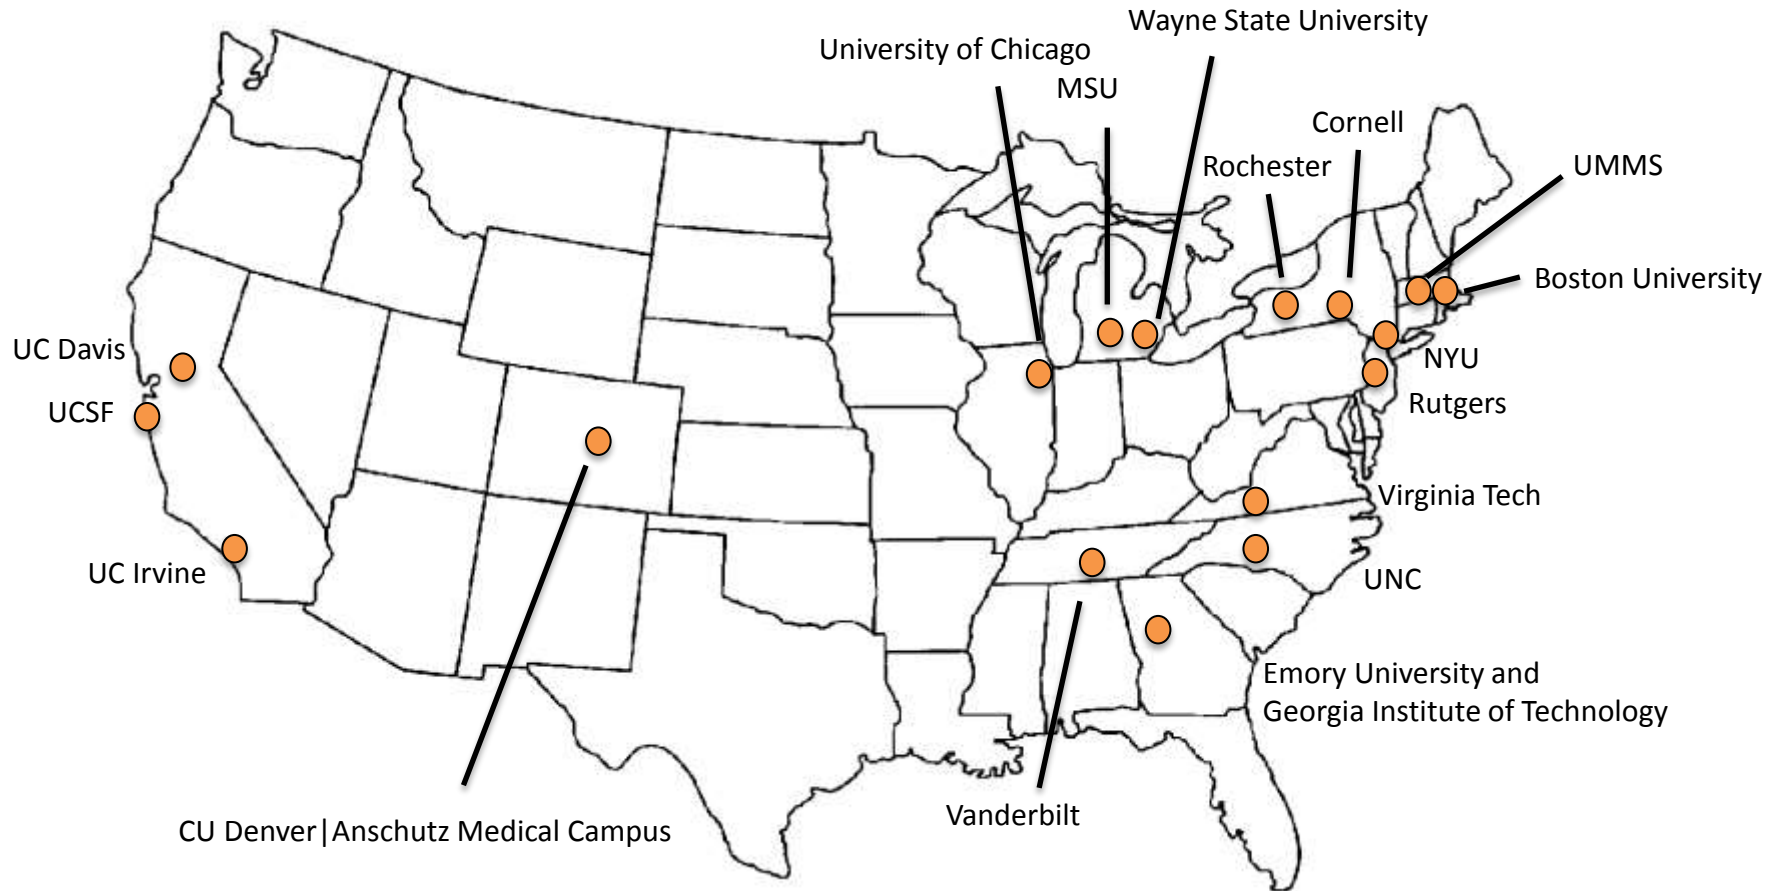 Wayne State University
University of Chicago
MSU
Cornell
Rochester
UMMS
Boston University
UC Davis
NYU
UCSF
Rutgers
Virginia Tech
UC Irvine
UNC
Emory University and
Georgia Institute of Technology
Vanderbilt
CU Denver|Anschutz Medical Campus